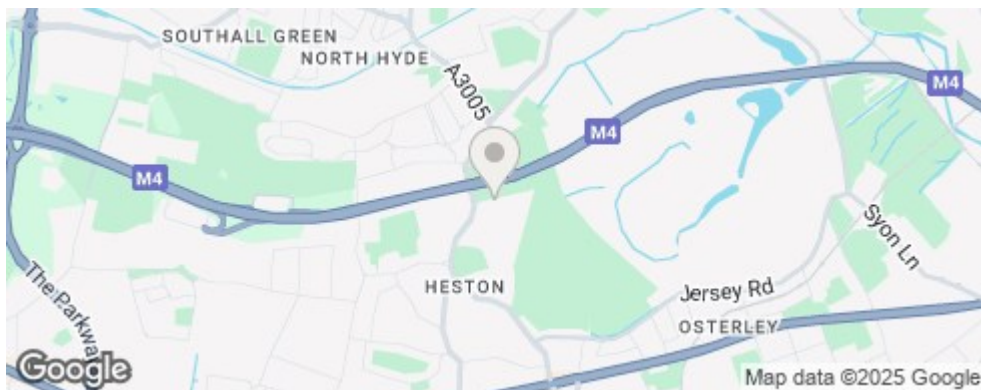 SOUTHALL GREEN
NORTH HYDE
A3005
M4
M4
M4
Syon Ln
The Parkway
HESTON
Jersey Rd
OSTERLEY
Google
Map data ©2025 Google